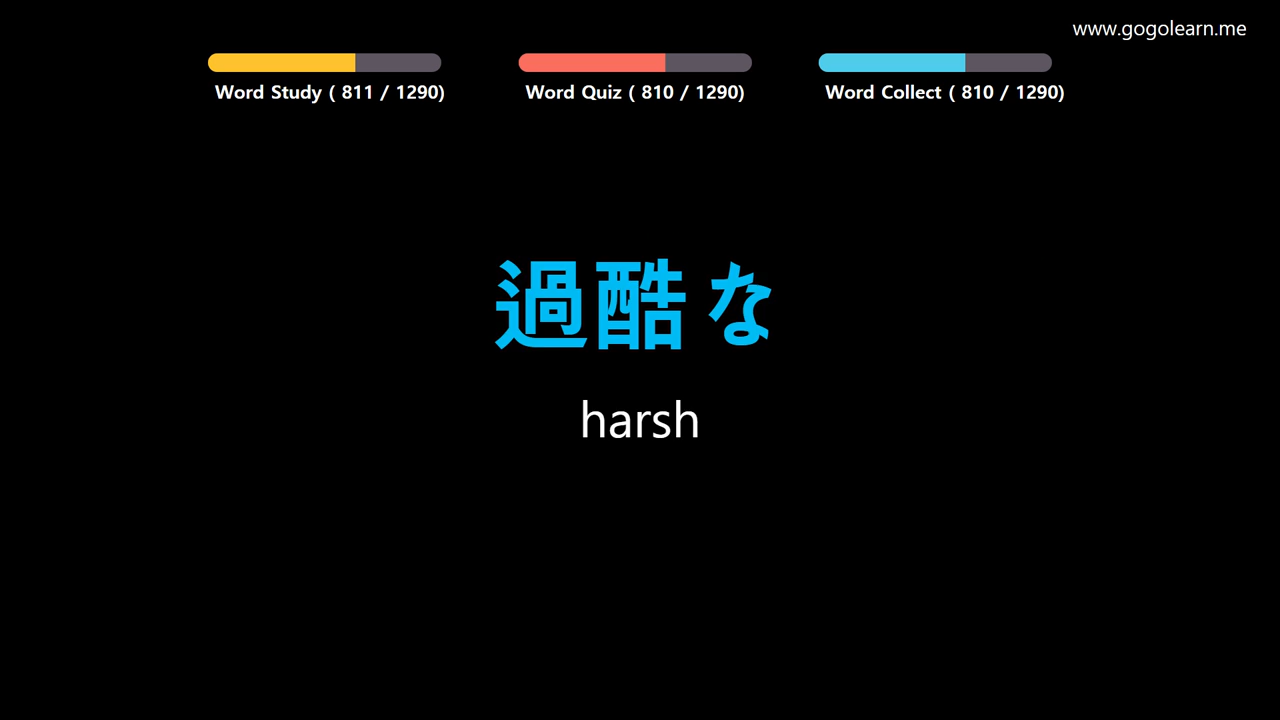 www.gogolearn.me
Word Study ( 811 / 1290)
Word Quiz ( 810 / 1290)
Word Collect ( 810 / 1290)
過酷な
harsh